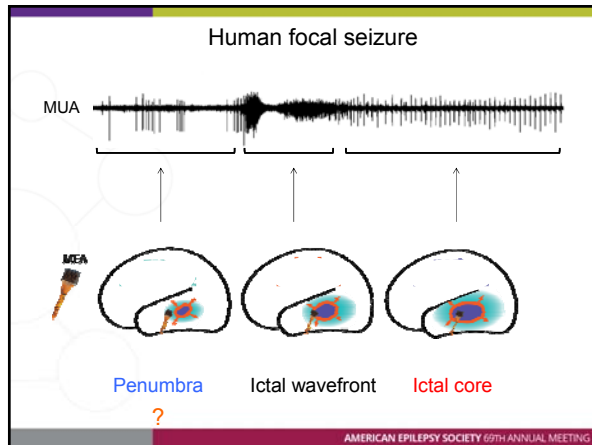 Human focal seizure
MUA
MEA
Penumbra Ictal wavefront Ictal core
?
AMERICAN EPILEPSY SOCIETY 69TH ANNUAL MEETING